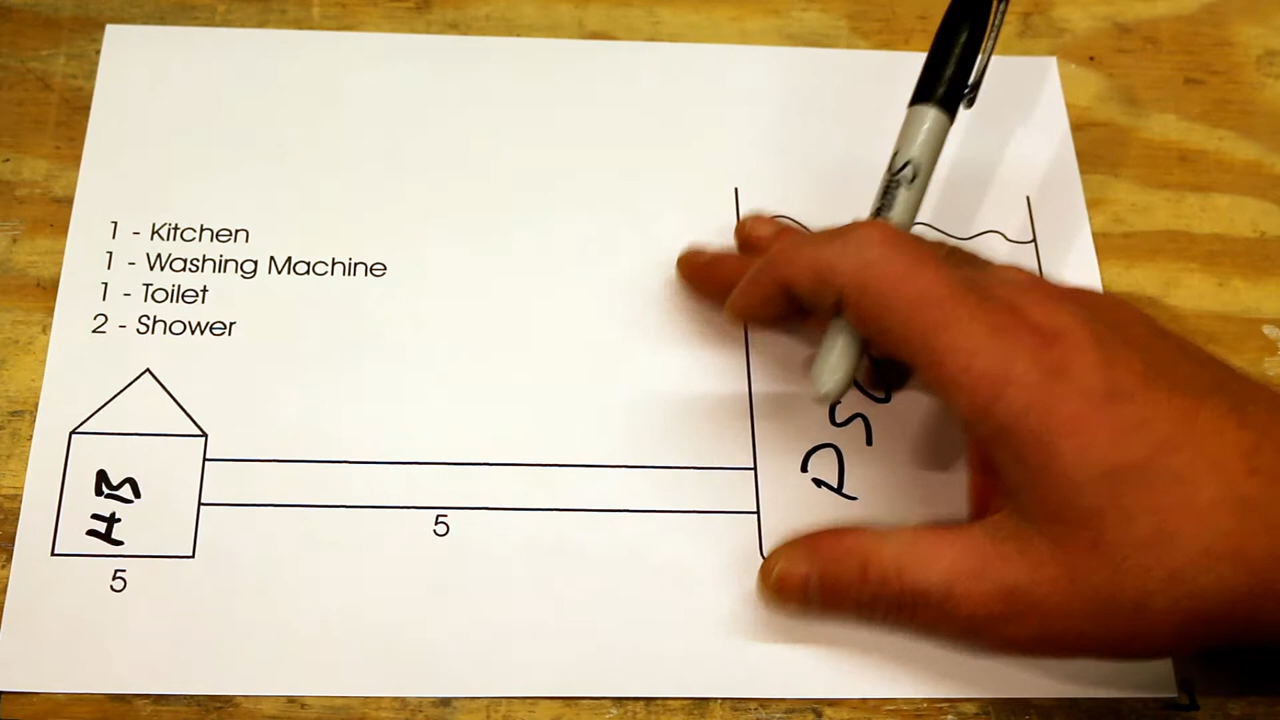 1 - Kitchen
1 - Washing Machine
1 - Toilet
2 - Shower
HB
5
5